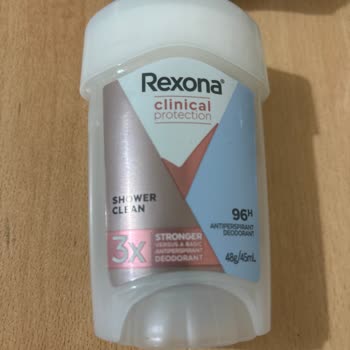 Rexona®
clinical
protection
SHOWER
CLEAN
96H
ANTIPERSPIRANT
DEODORANT
3x
STRONGER
VERSUS A BASIC
ANTIPERSPIRANT
DEODORANT
48g/45mL